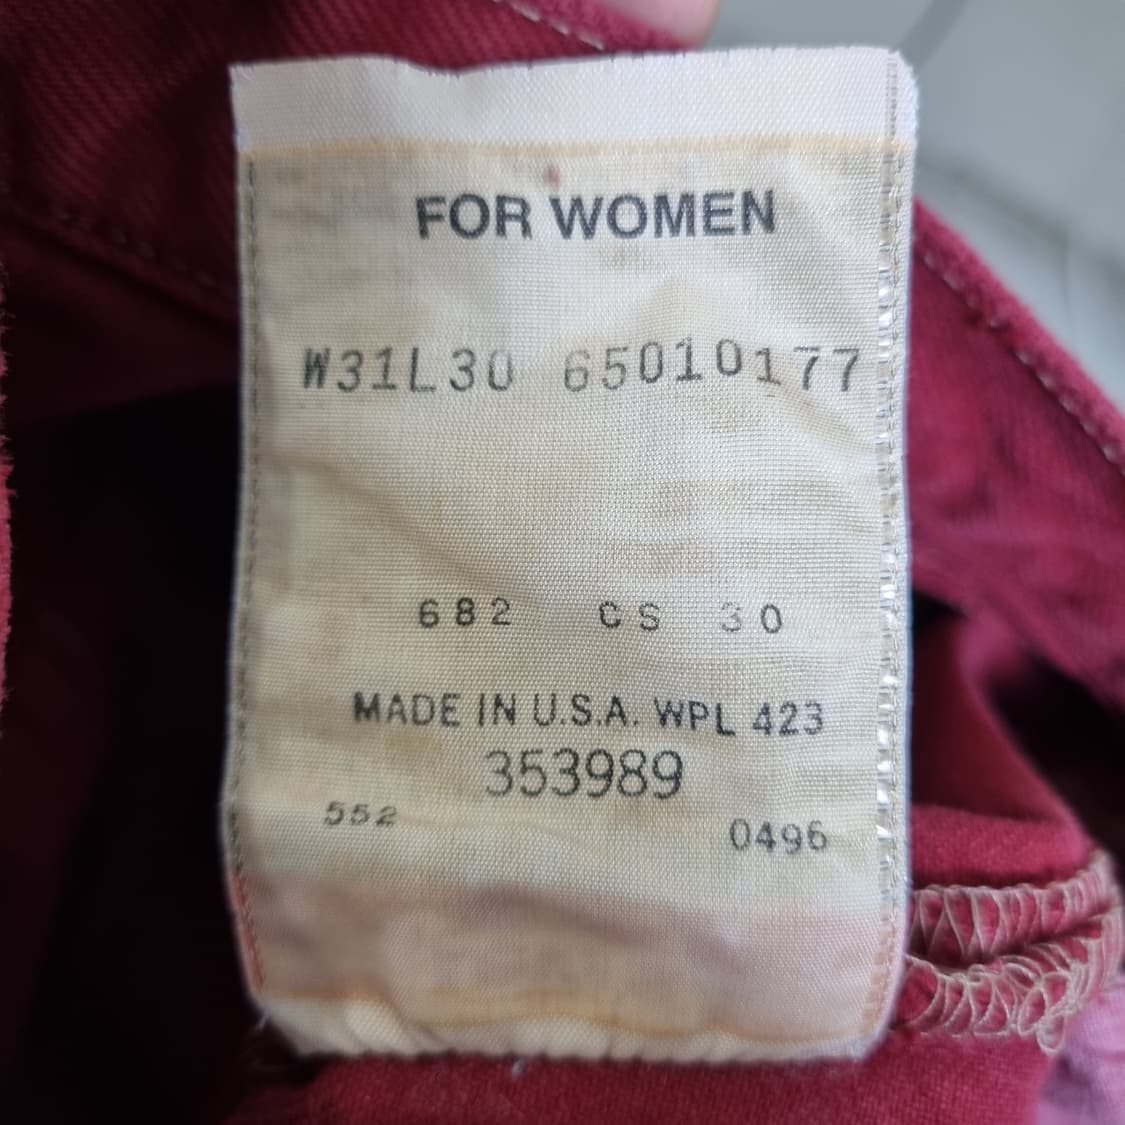 FOR WOMEN
W31L30 65010177
682 CS 30
MADE IN U.S.A. WPL 423
353989
552
0496